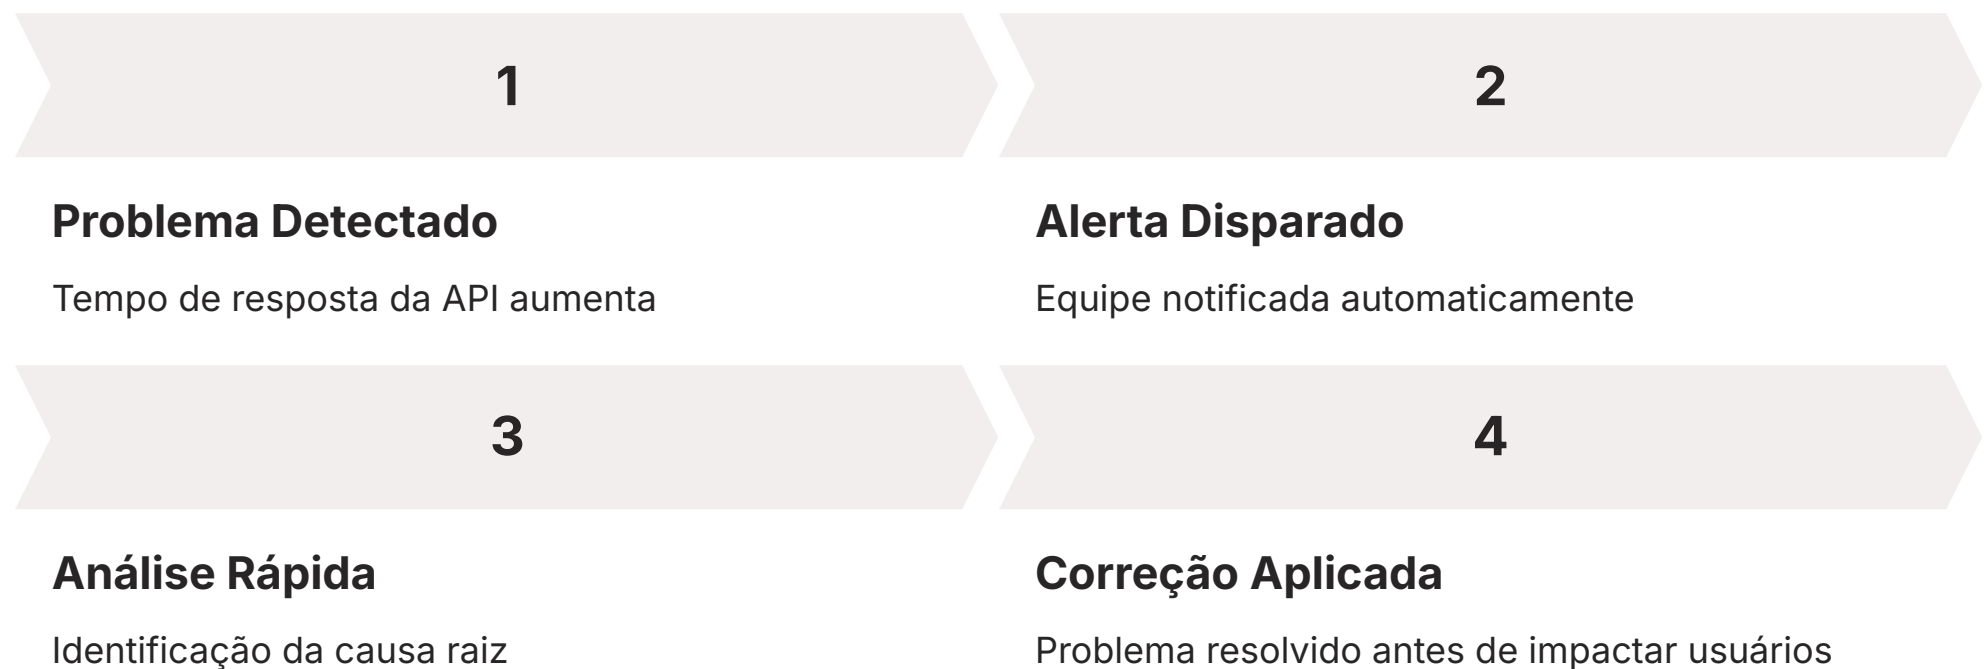 1
Problema Detectado
Tempo de resposta da API aumenta
2
Alerta Disparado
Equipe notificada automaticamente
3
Análise Rápida
Identificação da causa raiz
4
Correção Aplicada
Problema resolvido antes de impactar usuários